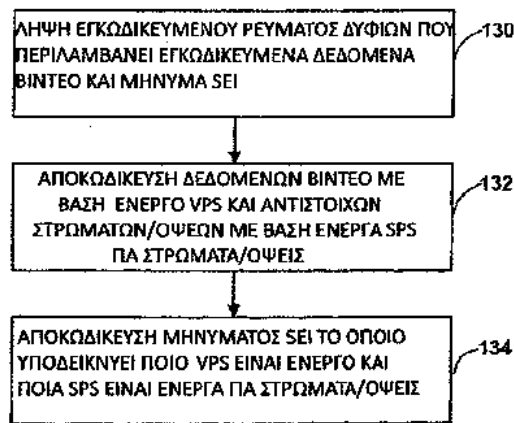 ΛΗΨΗ ΕΓΚΩΔΙΚΕΥΜΕΝΟΥ ΡΕΥΜΑΤΟΣ ΔΥΦΙΩΝ ΠΟΥ
ΠΕΡΙΛΑΜΒΑΝΕΙ ΕΓΚΩΔΙΚΕΥΜΕΝΑ ΔΕΔΟΜΕΝΑ
ΒΙΝΤΕΟ ΚΑΙ ΜΗΝΥΜΑ SEI
130
ΑΠΟΚΩΔΙΚΕΥΣΗ ΔΕΔΟΜΕΝΩΝ ΒΙΝΤΕΟ ΜΕ
ΒΑΣΗ ΕΝΕΡΓΟ VPS ΚΑΙ ΑΝΤΙΣΤΟΙΧΩΝ
ΣΤΡΩΜΑΤΩΝ/ΟΨΕΩΝ ΜΕ ΒΑΣΗ ΕΝΕΡΓΑ SPS
ΓΙΑ ΣΤΡΩΜΑΤΑ/ΟΨΕΙΣ
132
ΑΠΟΚΩΔΙΚΕΥΣΗ ΜΗΝΥΜΑΤΟΣ SEI ΤΟ ΟΠΟΙΟ
ΥΠΟΔΕΙΚΝΥΕΙ ΠΟΙΟ VPS ΕΙΝΑΙ ΕΝΕΡΓΟ ΚΑΙ
ΠΟΙΑ SPS ΕΙΝΑΙ ΕΝΕΡΓΑ ΓΙΑ ΣΤΡΩΜΑΤΑ/ΟΨΕΙΣ
134